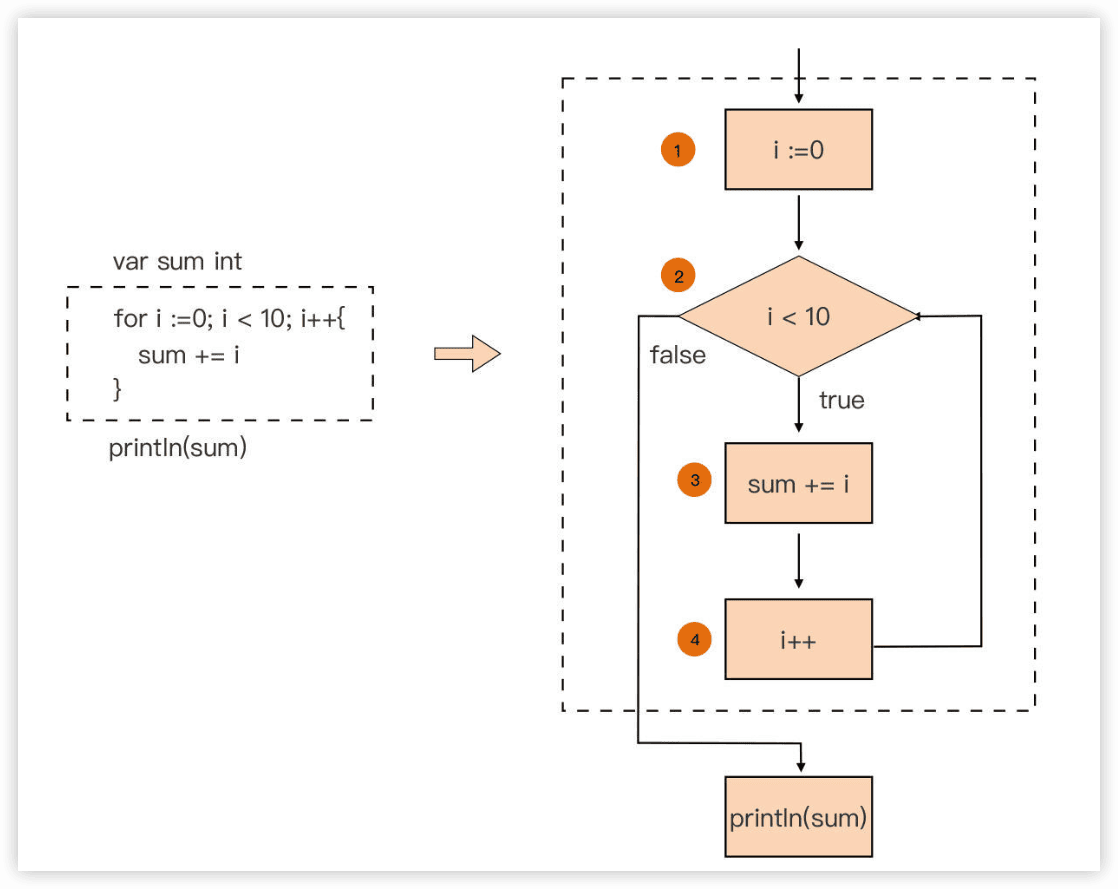 var sum int
for i :=0; i < 10; i++{
sum += i
}
println(sum)
1
i :=0
2
i < 10
false
true
3
sum += i
4
i++
println(sum)